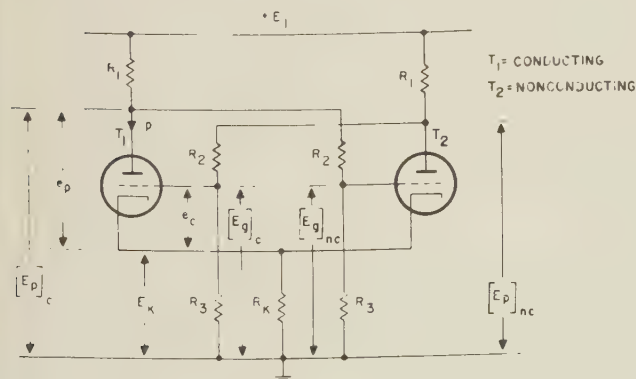 + E1
R1
R1
T1 = CONDUCTING
T2 = NONCONDUCTING
p
T1
T2
R2
R2
ep
ec
[Eg]c
[Eg]nc
[Ep]c
EK
R3
RK
R3
[Ep]nc